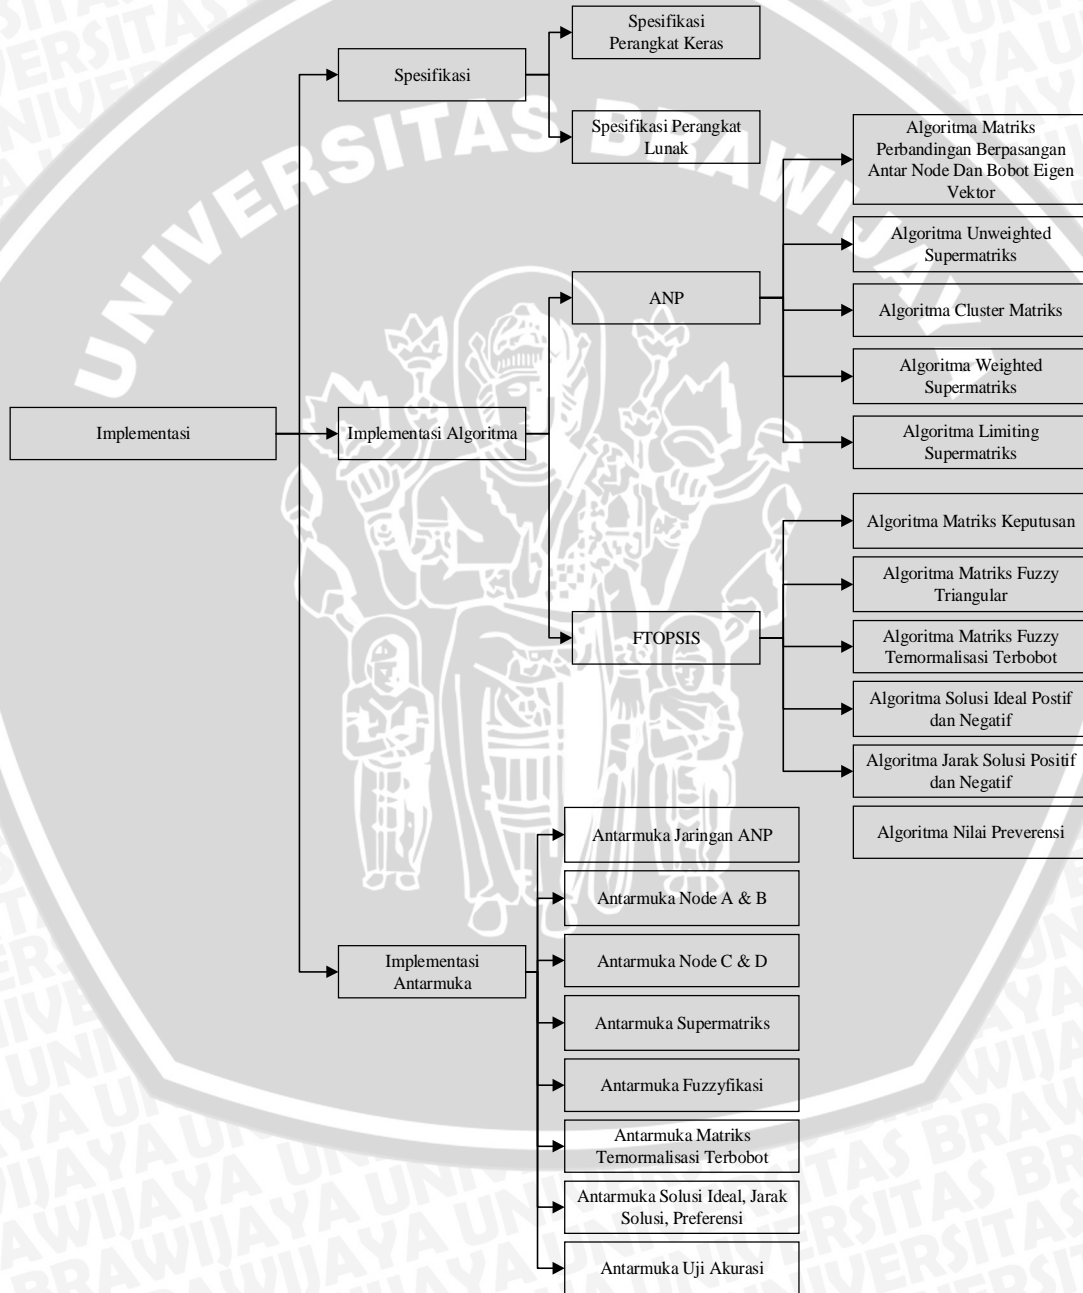 Spesifikasi
Perangkat Keras
Spesifikasi
Spesifikasi Perangkat
Lunak
UNIVERSITAS BRAWIJAYA
Algoritma Matriks
Perbandingan Berpasangan
Antar Node Dan Bobot Eigen
Vektor
Algoritma Unweighted
Supermatriks
ANP
Algoritma Cluster Matriks
Algoritma Weighted
Supermatriks
Implementasi
Implementasi Algoritma
Algoritma Limiting
Supermatriks
Algoritma Matriks Keputusan
Algoritma Matriks Fuzzy
Triangular
FTOPSIS
Algoritma Matriks Fuzzy
Ternormalisasi Terbobot
Algoritma Solusi Ideal Postif
dan Negatif
Algoritma Jarak Solusi Positif
dan Negatif
Algoritma Nilai Preverensi
Antarmuka Jaringan ANP
Antarmuka Node A & B
Implementasi
Antarmuka
Antarmuka Node C & D
Antarmuka Supermatriks
Antarmuka Fuzzyfikasi
Antarmuka Matriks
Ternormalisasi Terbobot
Antarmuka Solusi Ideal, Jarak
Solusi, Preferensi
Antarmuka Uji Akurasi